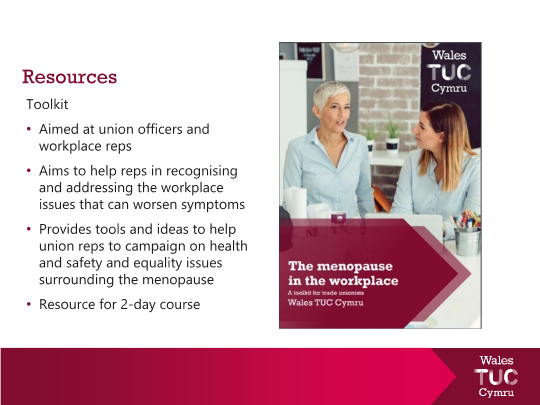 Resources
Toolkit
• Aimed at union officers and
workplace reps
• Aims to help reps in recognising
and addressing the workplace
issues that can worsen symptoms
• Provides tools and ideas to help
union reps to campaign on health
and safety and equality issues
surrounding the menopause
• Resource for 2-day course
Wales
TUC
Cymru
The menopause
in the workplace
A toolkit for trade unionists
Wales TUC Cymru
Wales
TUC
Cymru